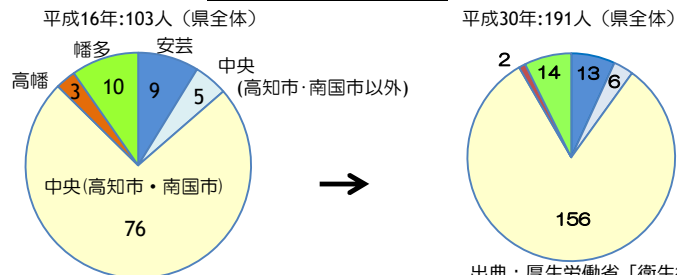 平成16年:103人（県全体）
平成30年:191人（県全体）
幡多
安芸
高幡
中央
(高知市･南国市以外)
3
10
9
5
中央(高知市・南国市)
76
2
14
13
6
156
出典：厚生労働省「衛生